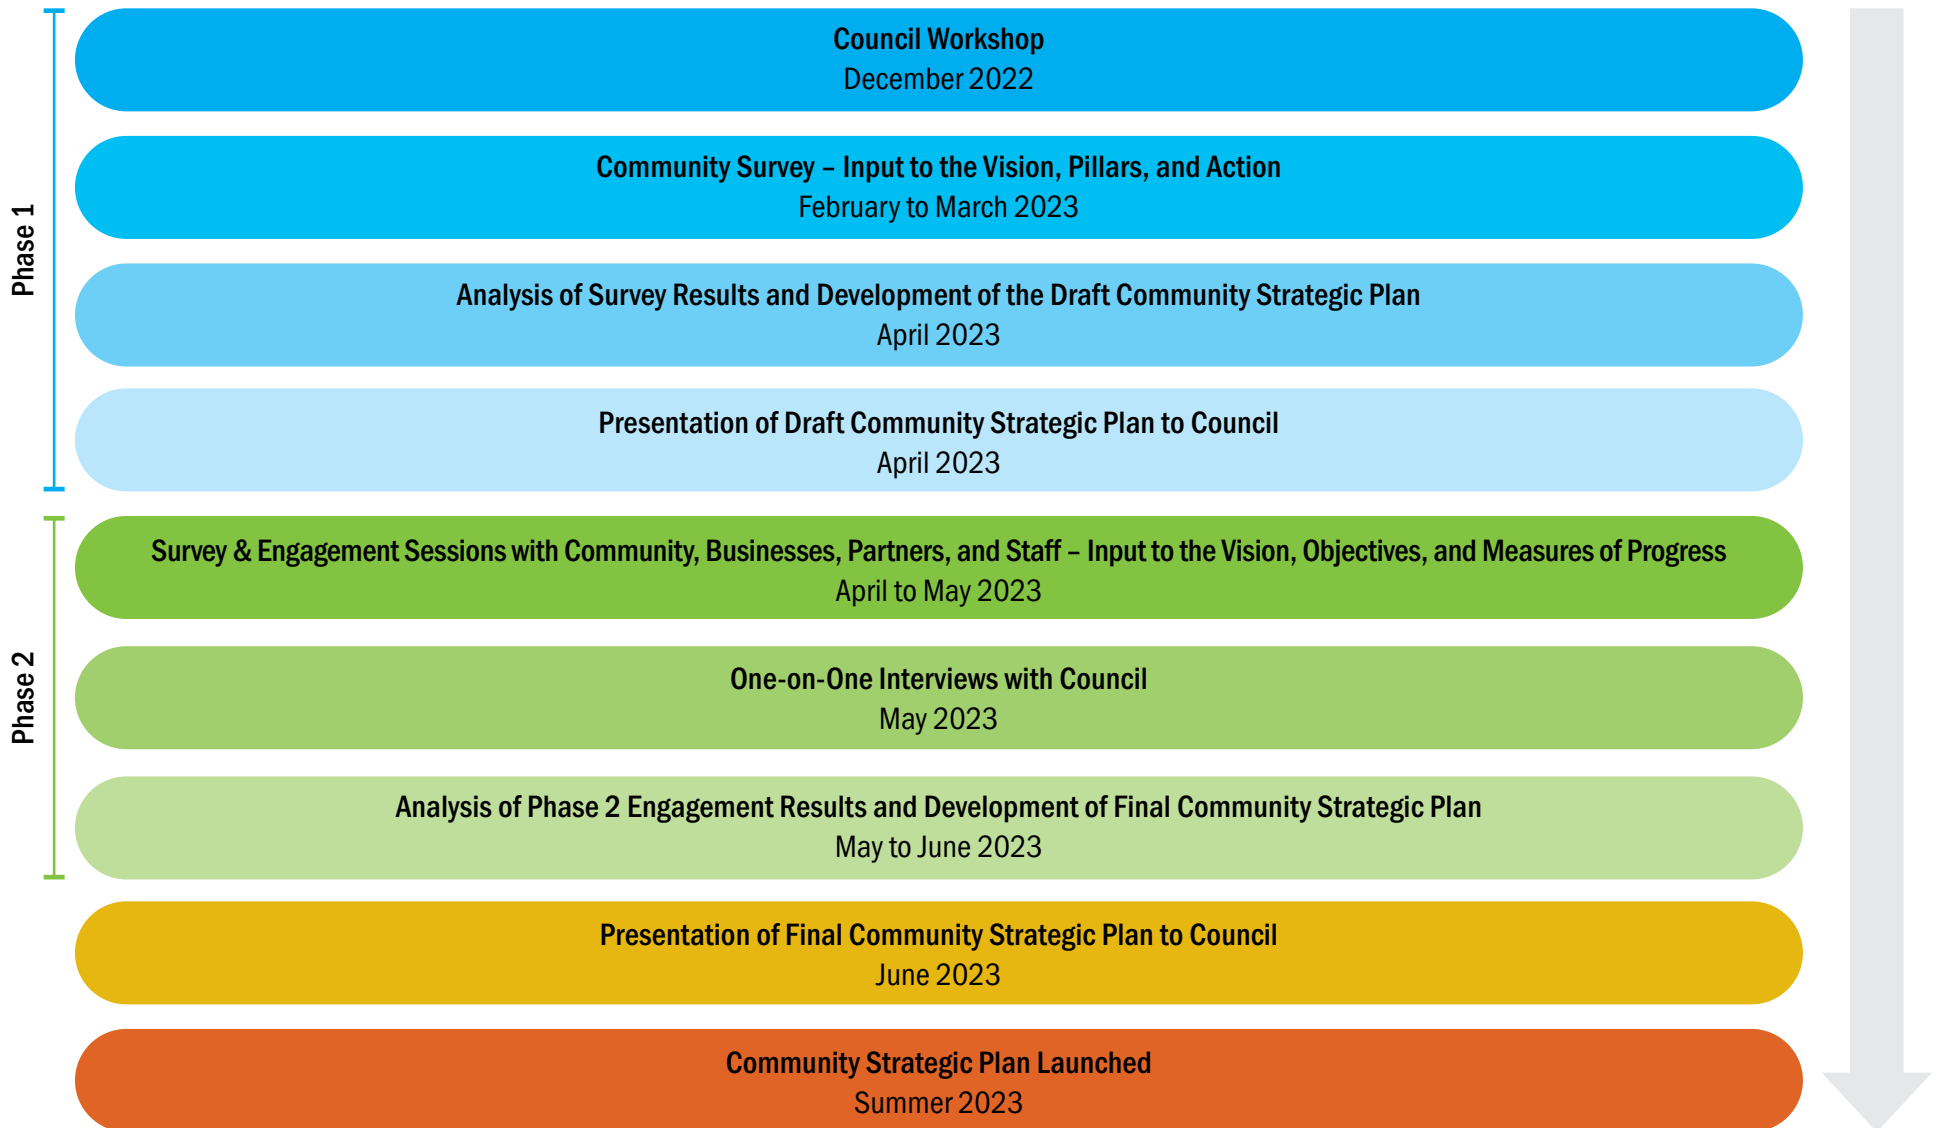 Phase 1
Council Workshop
December 2022
Community Survey – Input to the Vision, Pillars, and Action
February to March 2023
Analysis of Survey Results and Development of the Draft Community Strategic Plan
April 2023
Presentation of Draft Community Strategic Plan to Council
April 2023
Phase 2
Survey & Engagement Sessions with Community, Businesses, Partners, and Staff – Input to the Vision, Objectives, and Measures of Progress
April to May 2023
One-on-One Interviews with Council
May 2023
Analysis of Phase 2 Engagement Results and Development of Final Community Strategic Plan
May to June 2023
Presentation of Final Community Strategic Plan to Council
June 2023
Community Strategic Plan Launched
Summer 2023